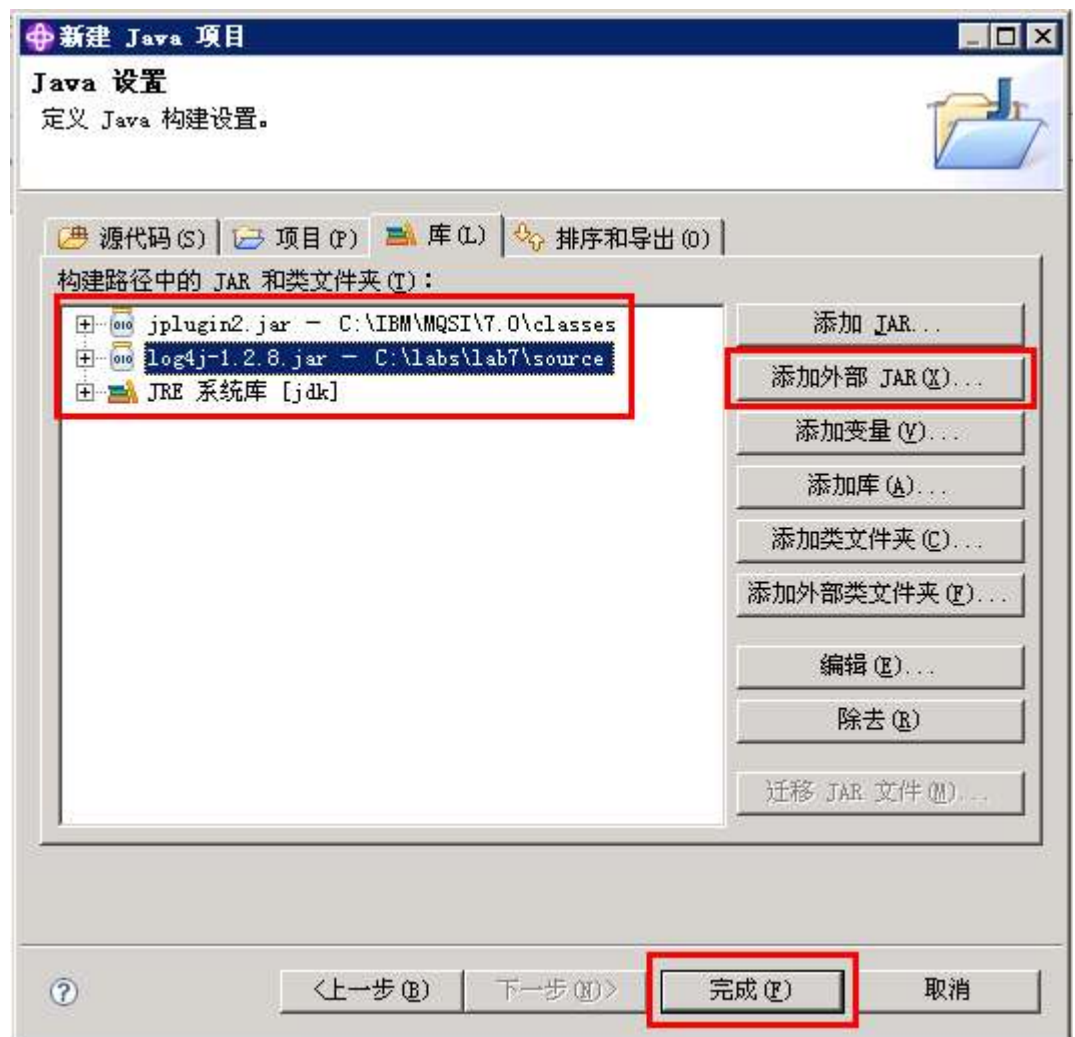 新建 Java 项目
Java 设置
定义 Java 构建设置。
源代码(S) 项目(P) 库(L) 排序和导出(O)
构建路径中的 JAR 和类文件夹(T)：
jplugin2.jar - C:\IBM\MQSI\7.0\classes
log4j-1.2.8.jar - C:\labs\lab7\source
JRE 系统库 [jdk]
添加 JAR...
添加外部 JAR(X)...
添加变量(V)...
添加库(A)...
添加类文件夹(C)...
添加外部类文件夹(F)...
编辑(E)...
除去(R)
迁移 JAR 文件(M)...
<上一步(B) 下一步(N)> 完成(F) 取消